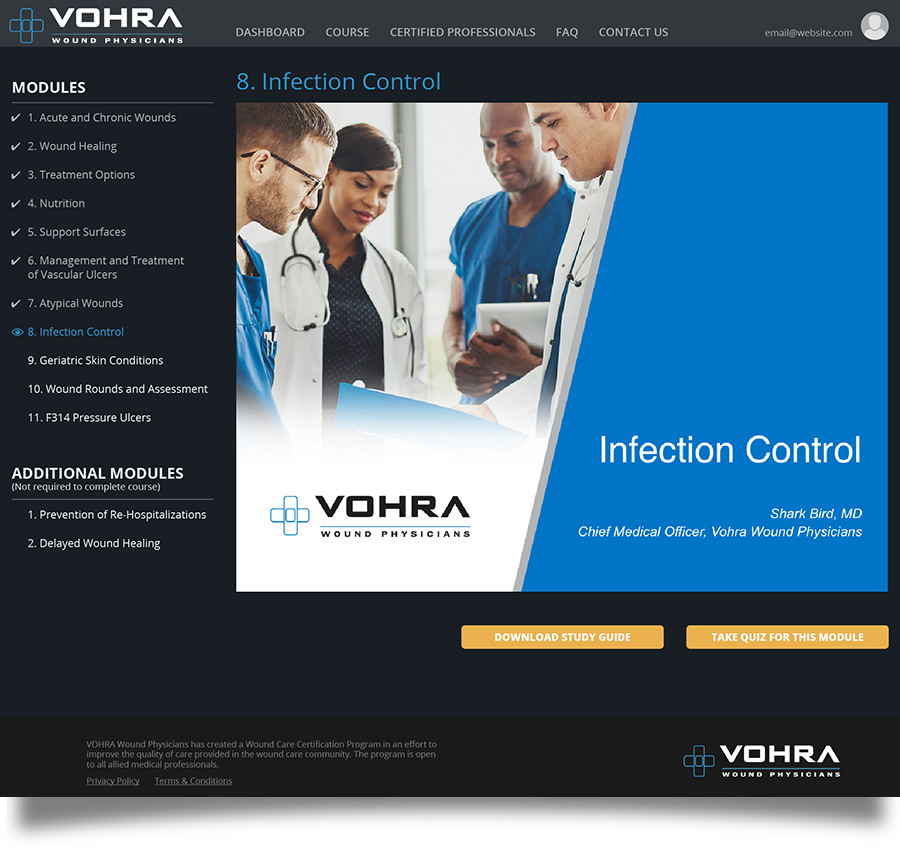 VOHRA
WOUND PHYSICIANS
DASHBOARD COURSE CERTIFIED PROFESSIONALS FAQ CONTACT US
email@website.com
MODULES
1. Acute and Chronic Wounds
2. Wound Healing
3. Treatment Options
4. Nutrition
5. Support Surfaces
6. Management and Treatment
of Vascular Ulcers
7. Atypical Wounds
8. Infection Control
9. Geriatric Skin Conditions
10. Wound Rounds and Assessment
11. F314 Pressure Ulcers
ADDITIONAL MODULES
(Not required to complete course)
1. Prevention of Re-Hospitalizations
2. Delayed Wound Healing
8. Infection Control
Infection Control
Shark Bird, MD
Chief Medical Officer, Vohra Wound Physicians
VOHRA
WOUND PHYSICIANS
DOWNLOAD STUDY GUIDE
TAKE QUIZ FOR THIS MODULE
VOHRA Wound Physicians has created a Wound Care Certification Program in an effort to
improve the quality of care provided in the wound care community. The program is open
to all allied medical professionals.
Privacy Policy Terms & Conditions
VOHRA
WOUND PHYSICIANS